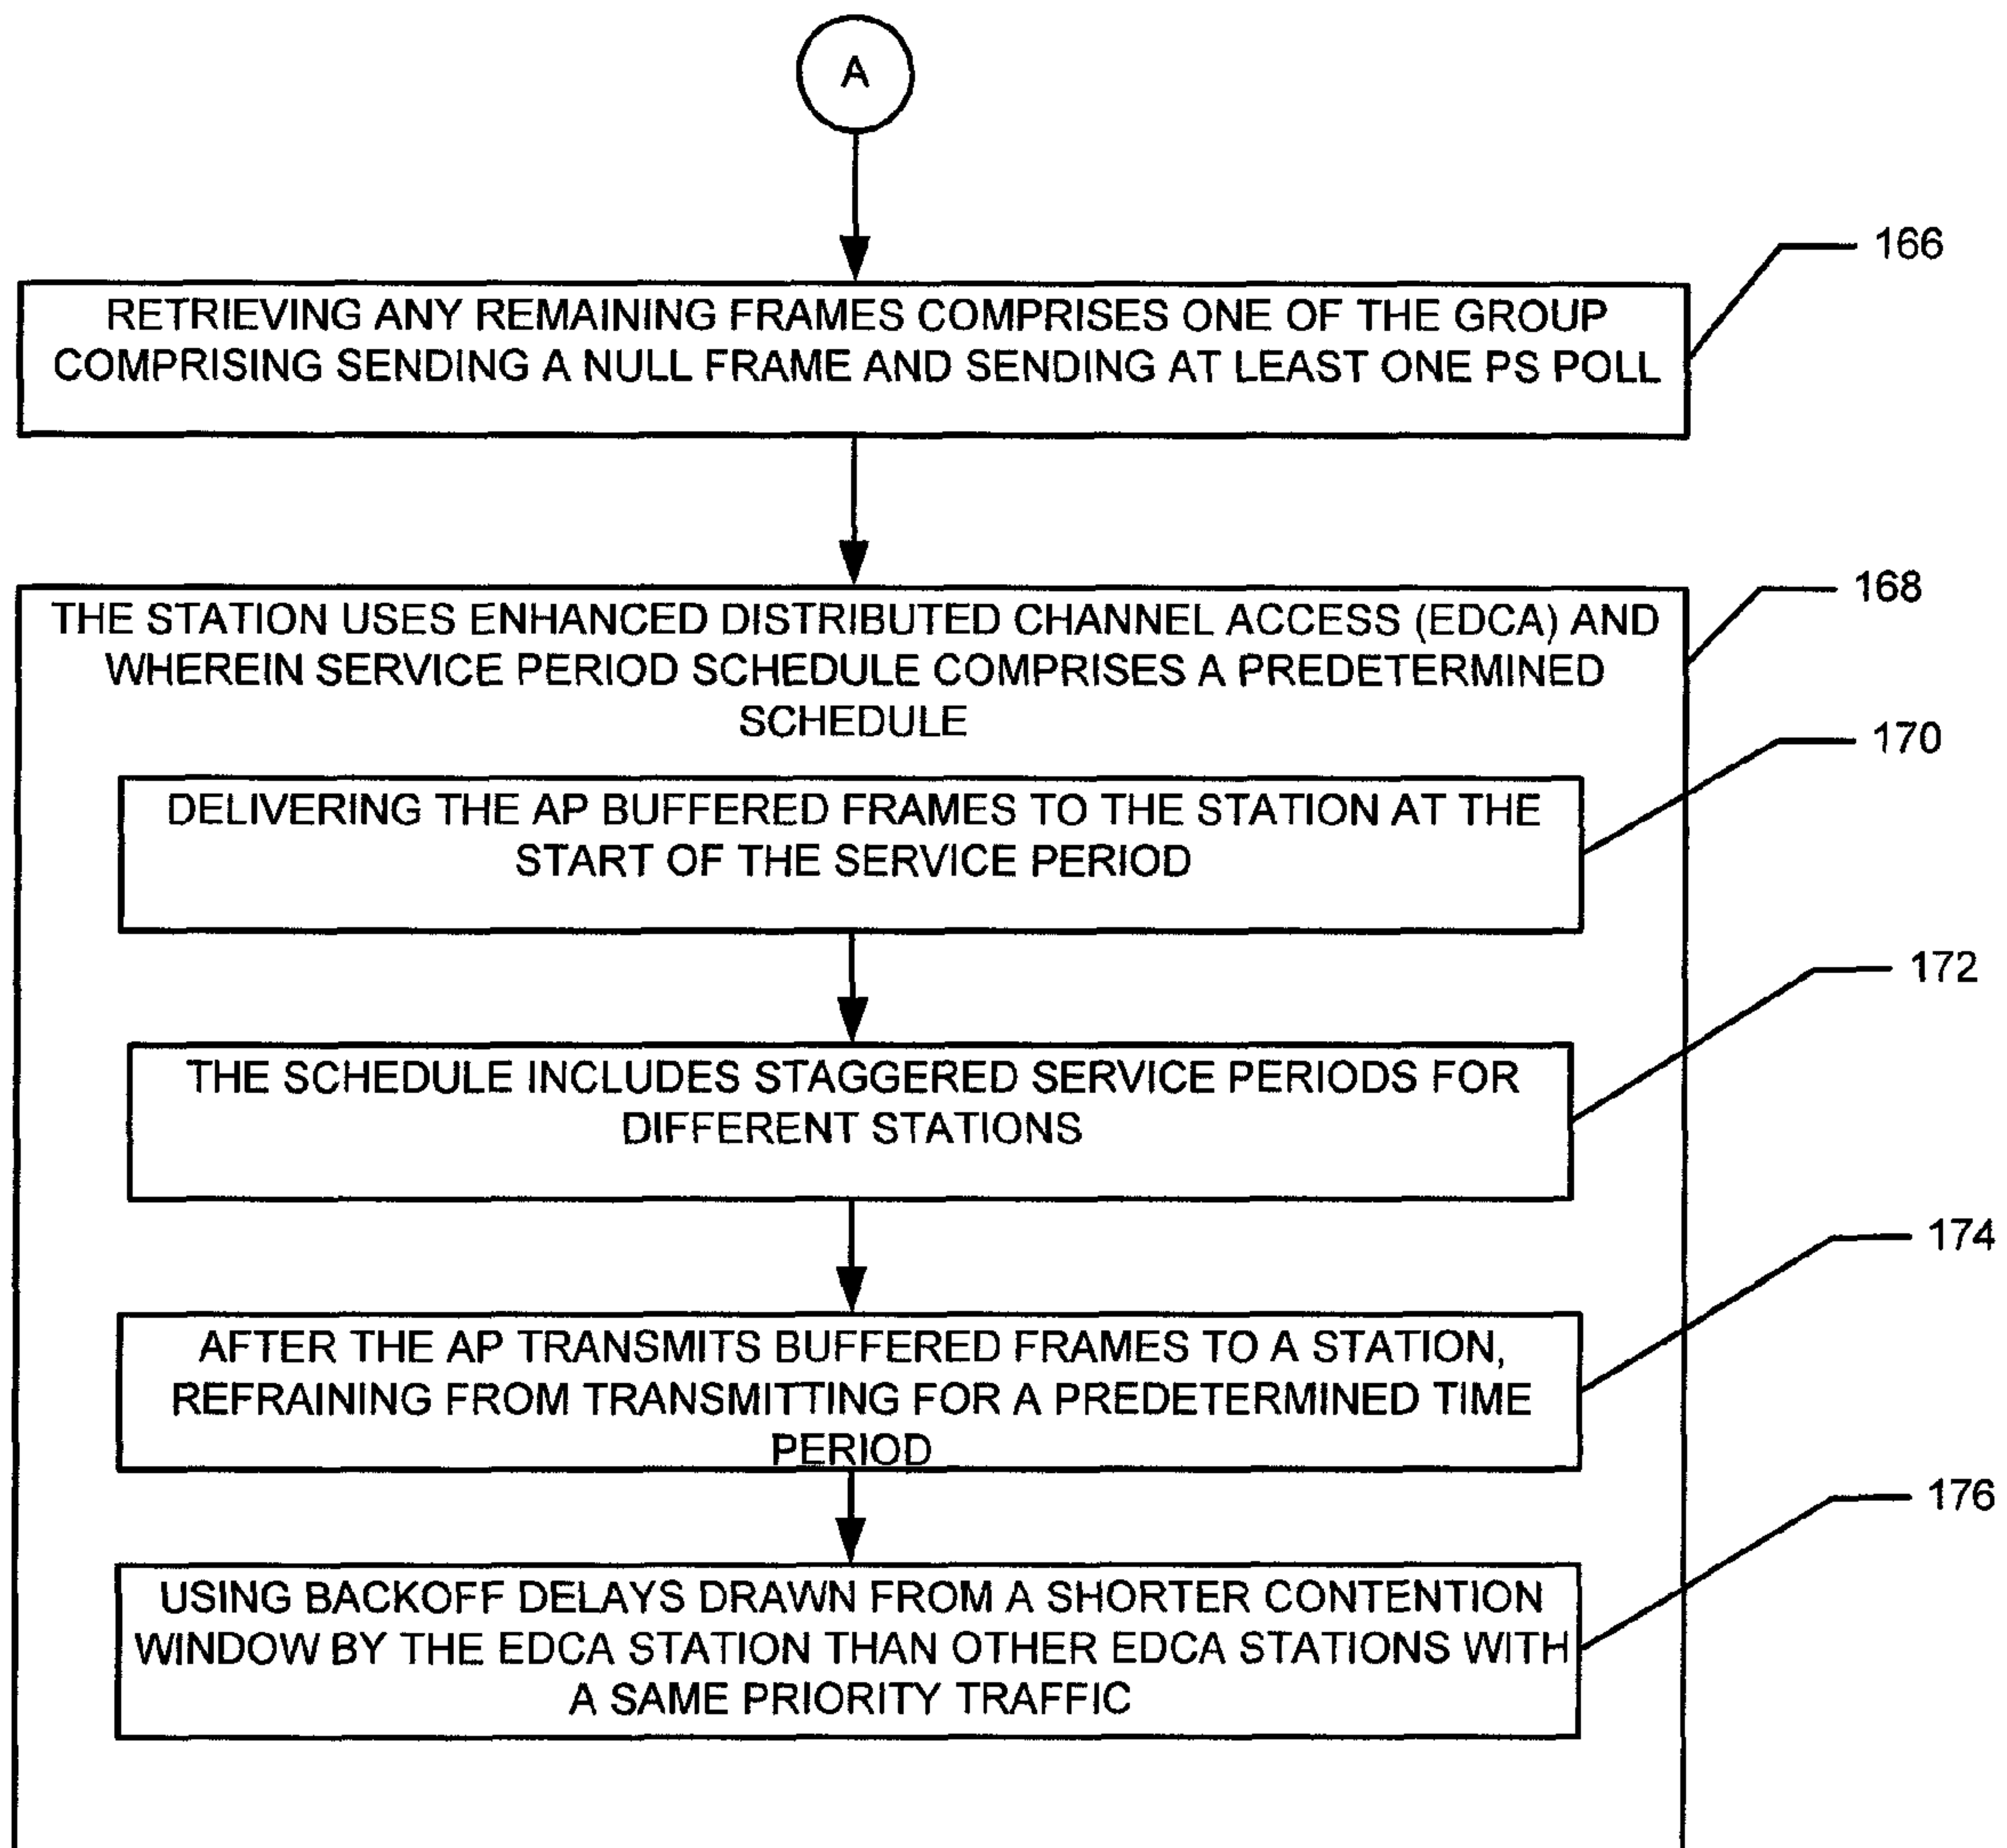 A
166
RETRIEVING ANY REMAINING FRAMES COMPRISES ONE OF THE GROUP
COMPRISING SENDING A NULL FRAME AND SENDING AT LEAST ONE PS POLL
168
THE STATION USES ENHANCED DISTRIBUTED CHANNEL ACCESS (EDCA) AND
WHEREIN SERVICE PERIOD SCHEDULE COMPRISES A PREDETERMINED
SCHEDULE
170
DELIVERING THE AP BUFFERED FRAMES TO THE STATION AT THE
START OF THE SERVICE PERIOD
172
THE SCHEDULE INCLUDES STAGGERED SERVICE PERIODS FOR
DIFFERENT STATIONS
174
AFTER THE AP TRANSMITS BUFFERED FRAMES TO A STATION,
REFRAINING FROM TRANSMITTING FOR A PREDETERMINED TIME
PERIOD
176
USING BACKOFF DELAYS DRAWN FROM A SHORTER CONTENTION
WINDOW BY THE EDCA STATION THAN OTHER EDCA STATIONS WITH
A SAME PRIORITY TRAFFIC